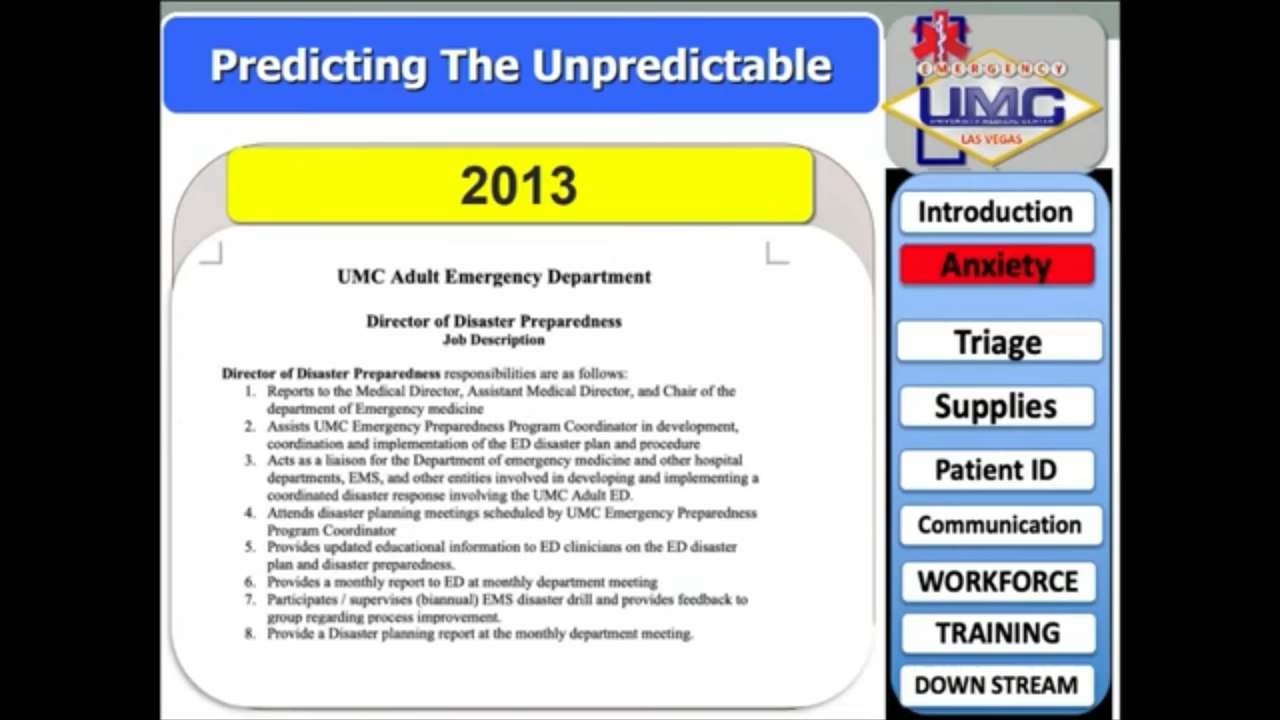 Predicting The Unpredictable
EMERGENCY
UMC
UNIVERSITY MEDICAL CENTER
LAS VEGAS
2013
UMC Adult Emergency Department
Director of Disaster Preparedness
Job Description
Director of Disaster Preparedness responsibilities are as follows:
1. Reports to the Medical Director, Assistant Medical Director, and Chair of the
department of Emergency medicine
2. Assists UMC Emergency Preparedness Program Coordinator in development,
coordination and implementation of the ED disaster plan and procedure
3. Acts as a liaison for the Department of emergency medicine and other hospital
departments, EMS, and other entities involved in developing and implementing a
coordinated disaster response involving the UMC Adult ED.
4. Attends disaster planning meetings scheduled by UMC Emergency Preparedness
Program Coordinator
5. Provides updated educational information to ED clinicians on the ED disaster
plan and disaster preparedness.
6. Provides a monthly report to ED at monthly department meeting
7. Participates / supervises (biannual) EMS disaster drill and provides feedback to
group regarding process improvement.
8. Provide a Disaster planning report at the monthly department meeting.
Introduction
Anxiety
Triage
Supplies
Patient ID
Communication
WORKFORCE
TRAINING
DOWN STREAM